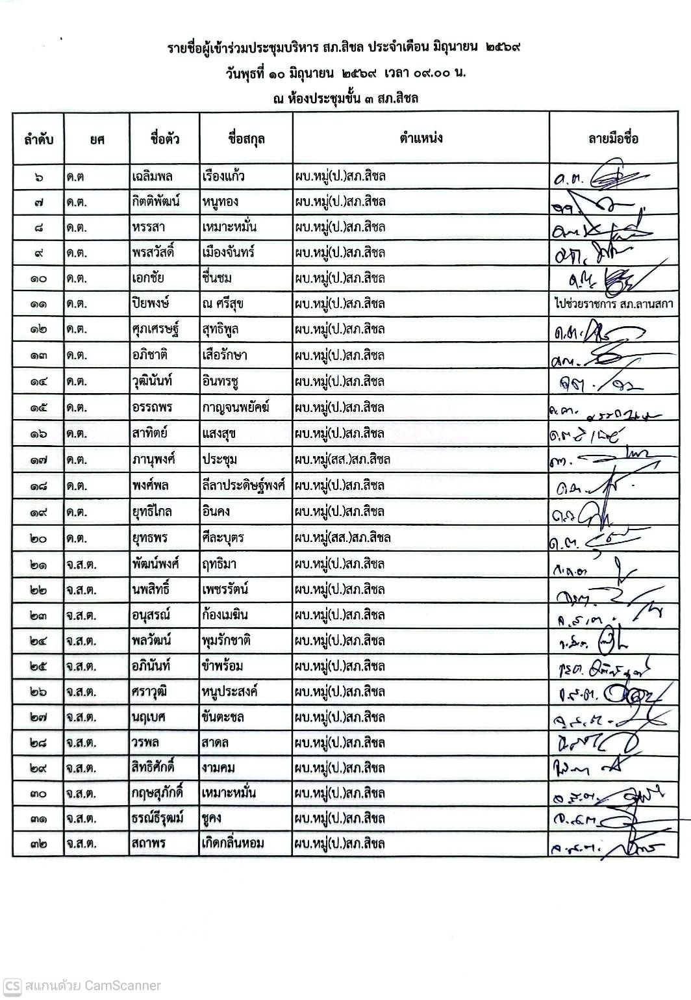 รายชื่อผู้เข้าร่วมประชุมบริหาร สภ.สิชล ประจำเดือน มิถุนายน ๒๕๖๙
วันพุธที่ ๑๐ มิถุนายน ๒๕๖๙ เวลา ๐๙.๐๐ น.
ณ ห้องประชุมชั้น ๓ สภ.สิชล
ลำดับ ยศ ชื่อตัว ชื่อสกุล ตำแหน่ง ลายมือชื่อ
๖ ด.ต เฉลิมพล เรืองแก้ว ผบ.หมู่(ป.)สภ.สิชล ด.ต.
๗ ด.ต. กิตติพัฒน์ หนูทอง ผบ.หมู่(ป.)สภ.สิชล
๘ ด.ต. หรรสา เหมาะหมั่น ผบ.หมู่(ป.)สภ.สิชล
๙ ด.ต. พรสวัสดิ์ เมืองจันทร์ ผบ.หมู่(ป.)สภ.สิชล
๑๐ ด.ต. เอกชัย ชื่นชม ผบ.หมู่(ป.)สภ.สิชล
๑๑ ด.ต. ปิยพงษ์ ณ ศรีสุข ผบ.หมู่(ป.)สภ.สิชล ไปช่วยราชการ สภ.ลานสกา
๑๒ ด.ต. ศุภเศรษฐ์ สุทธิพูล ผบ.หมู่(ป.)สภ.สิชล ด.ต.
๑๓ ด.ต. อภิชาติ เสือรักษา ผบ.หมู่(ป.)สภ.สิชล
๑๔ ด.ต. วุฒินันท์ อินทรชู ผบ.หมู่(ป.)สภ.สิชล
๑๕ ด.ต. อรรถพร กาญจนพยัคฆ์ ผบ.หมู่(ป.)สภ.สิชล
๑๖ ด.ต. สาทิตย์ แสงสุข ผบ.หมู่(ป.)สภ.สิชล
๑๗ ด.ต. ภานุพงศ์ ประชุม ผบ.หมู่(สส.)สภ.สิชล
๑๘ ด.ต. พงศ์พล ลีลาประดิษฐ์พงศ์ ผบ.หมู่(ป.)สภ.สิชล
๑๙ ด.ต. ยุทธิไกล อินคง ผบ.หมู่(ป.)สภ.สิชล
๒๐ ด.ต. ยุทธพร ศีละบุตร ผบ.หมู่(สส.)สภ.สิชล ด.ต.
๒๑ จ.ส.ต. พัฒน์พงศ์ ฤทธิมา ผบ.หมู่(ป.)สภ.สิชล
๒๒ จ.ส.ต. นพสิทธิ์ เพชรรัตน์ ผบ.หมู่(ป.)สภ.สิชล
๒๓ จ.ส.ต. อนุสรณ์ ก้องเมฆิน ผบ.หมู่(ป.)สภ.สิชล จ.ส.ต.
๒๔ จ.ส.ต. พลวัฒน์ พุมรักชาติ ผบ.หมู่(ป.)สภ.สิชล
๒๕ จ.ส.ต. อภินันท์ ขำพร้อม ผบ.หมู่(ป.)สภ.สิชล
๒๖ จ.ส.ต. ศราวุฒิ หนูประสงค์ ผบ.หมู่(ป.)สภ.สิชล จ.ส.ต.
๒๗ จ.ส.ต. นฤเบศ ขันตะชล ผบ.หมู่(ป.)สภ.สิชล จ.ส.ต.
๒๘ จ.ส.ต. วรพล สาดล ผบ.หมู่(ป.)สภ.สิชล
๒๙ จ.ส.ต. สิทธิศักดิ์ งามคม ผบ.หมู่(ป.)สภ.สิชล
๓๐ จ.ส.ต. กฤษสุภักดิ์ เหมาะหมั่น ผบ.หมู่(ป.)สภ.สิชล จ.ส.ต.
๓๑ จ.ส.ต. ธรณ์ธีรุฒม์ ชูคง ผบ.หมู่(ป.)สภ.สิชล จ.ส.ต.
๓๒ จ.ส.ต. สถาพร เกิดกลิ่นหอม ผบ.หมู่(ป.)สภ.สิชล จ.ส.ต.
CS สแกนด้วย CamScanner